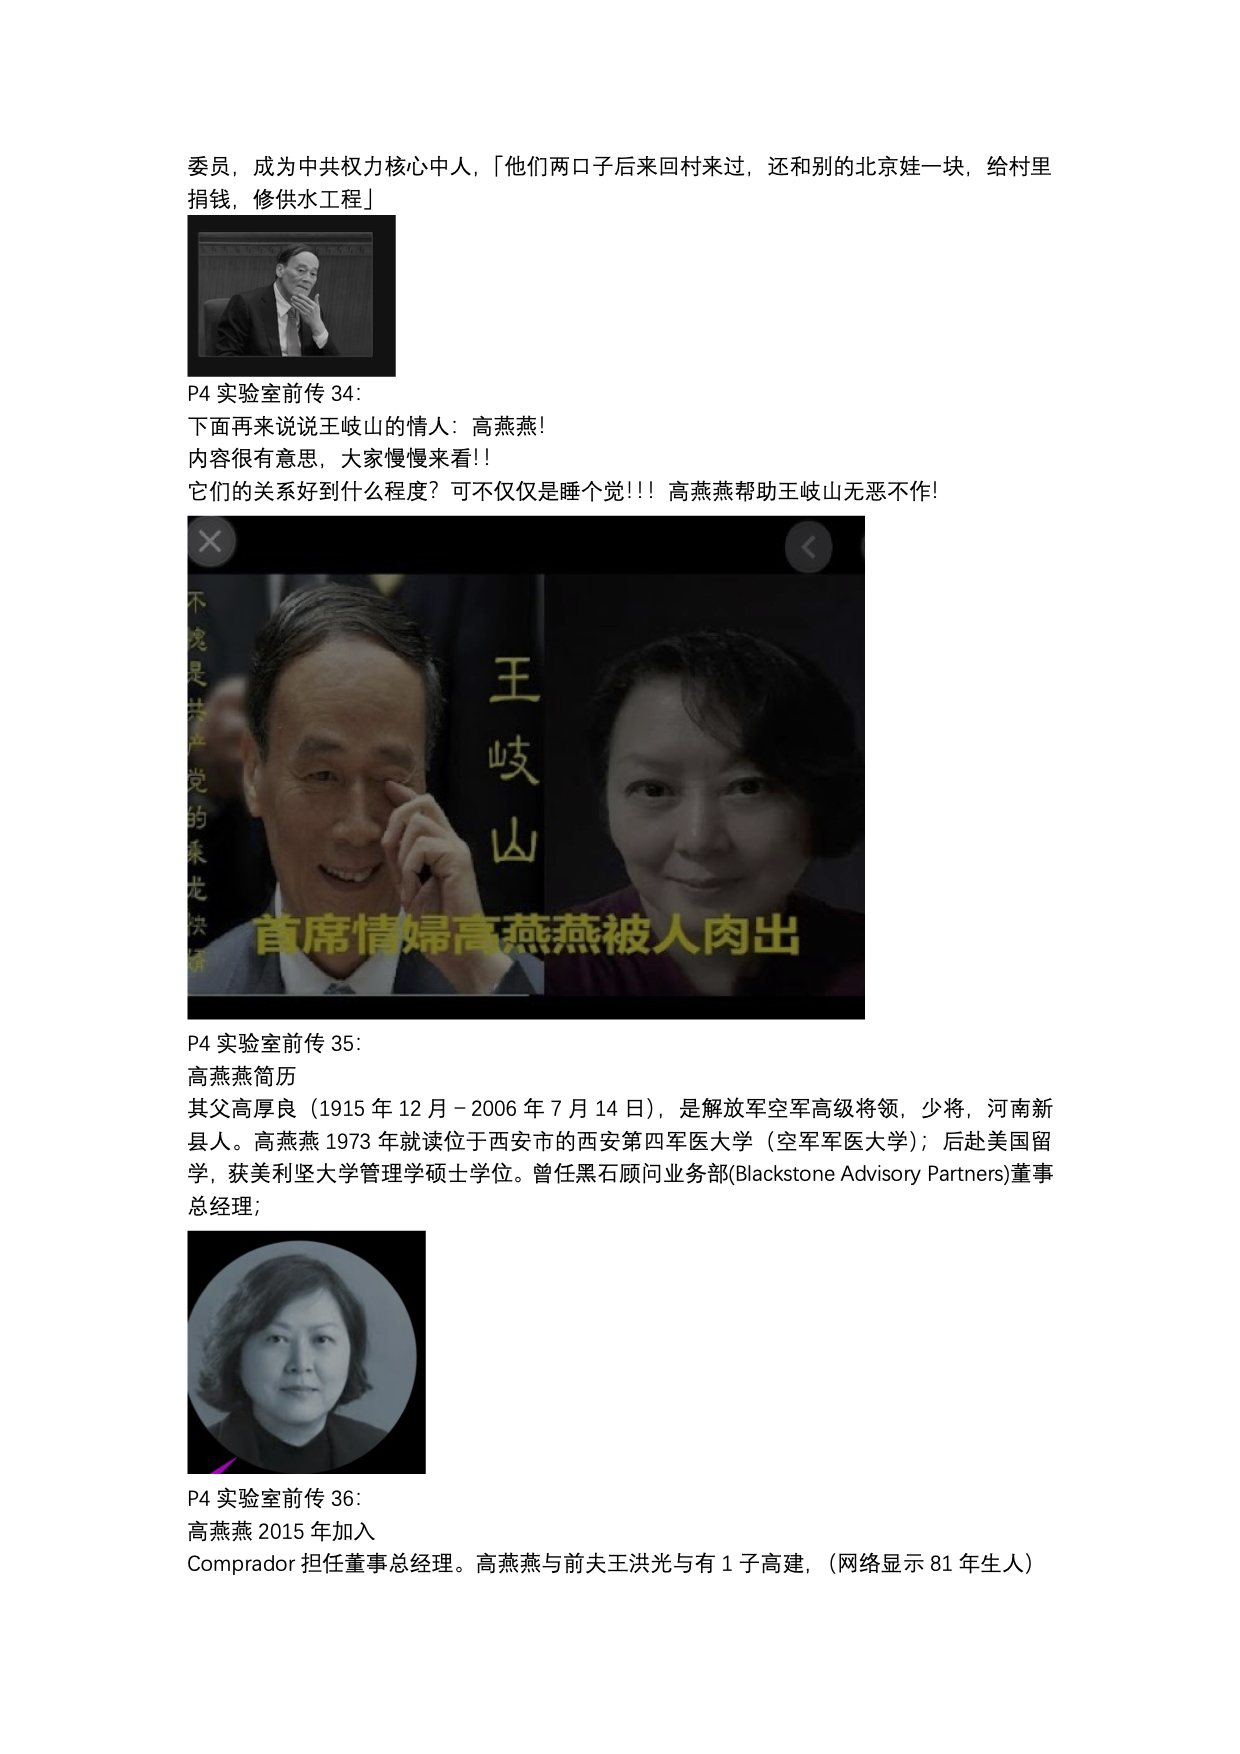 委员，成为中共权力核心中人，「他们两口子后来回村来过，还和别的北京娃一块，给村里
捐钱，修供水工程」
P4 实验室前传 34：
下面再来说说王岐山的情人：高燕燕！
内容很有意思，大家慢慢来看！！
它们的关系好到什么程度？可不仅仅是睡个觉！！！高燕燕帮助王岐山无恶不作！
不愧是共产党的乘龙快婿
王岐山
首席情婦高燕燕被人肉出
P4 实验室前传 35：
高燕燕简历
其父高厚良（1915 年 12 月－2006 年 7 月 14 日），是解放军空军高级将领，少将，河南新
县人。高燕燕 1973 年就读位于西安市的西安第四军医大学（空军军医大学）；后赴美国留
学，获美利坚大学管理学硕士学位。曾任黑石顾问业务部(Blackstone Advisory Partners)董事
总经理；
P4 实验室前传 36：
高燕燕 2015 年加入
Comprador 担任董事总经理。高燕燕与前夫王洪光与有 1 子高建，（网络显示 81 年生人）